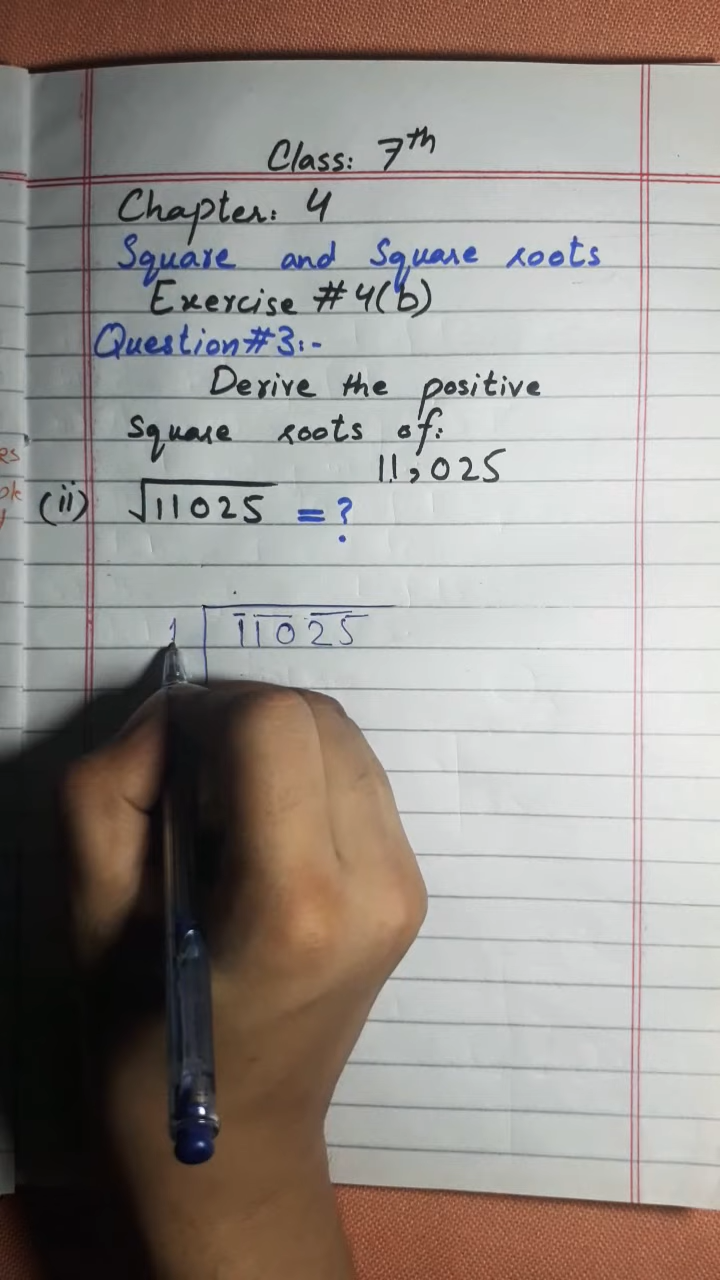 Class: 7th
Chapter: 4
Square and Square roots
Exercise #4(b)
Question#3:-
Derive the positive
square roots of:
11,025
(ii) √11025 = ?
1 11025